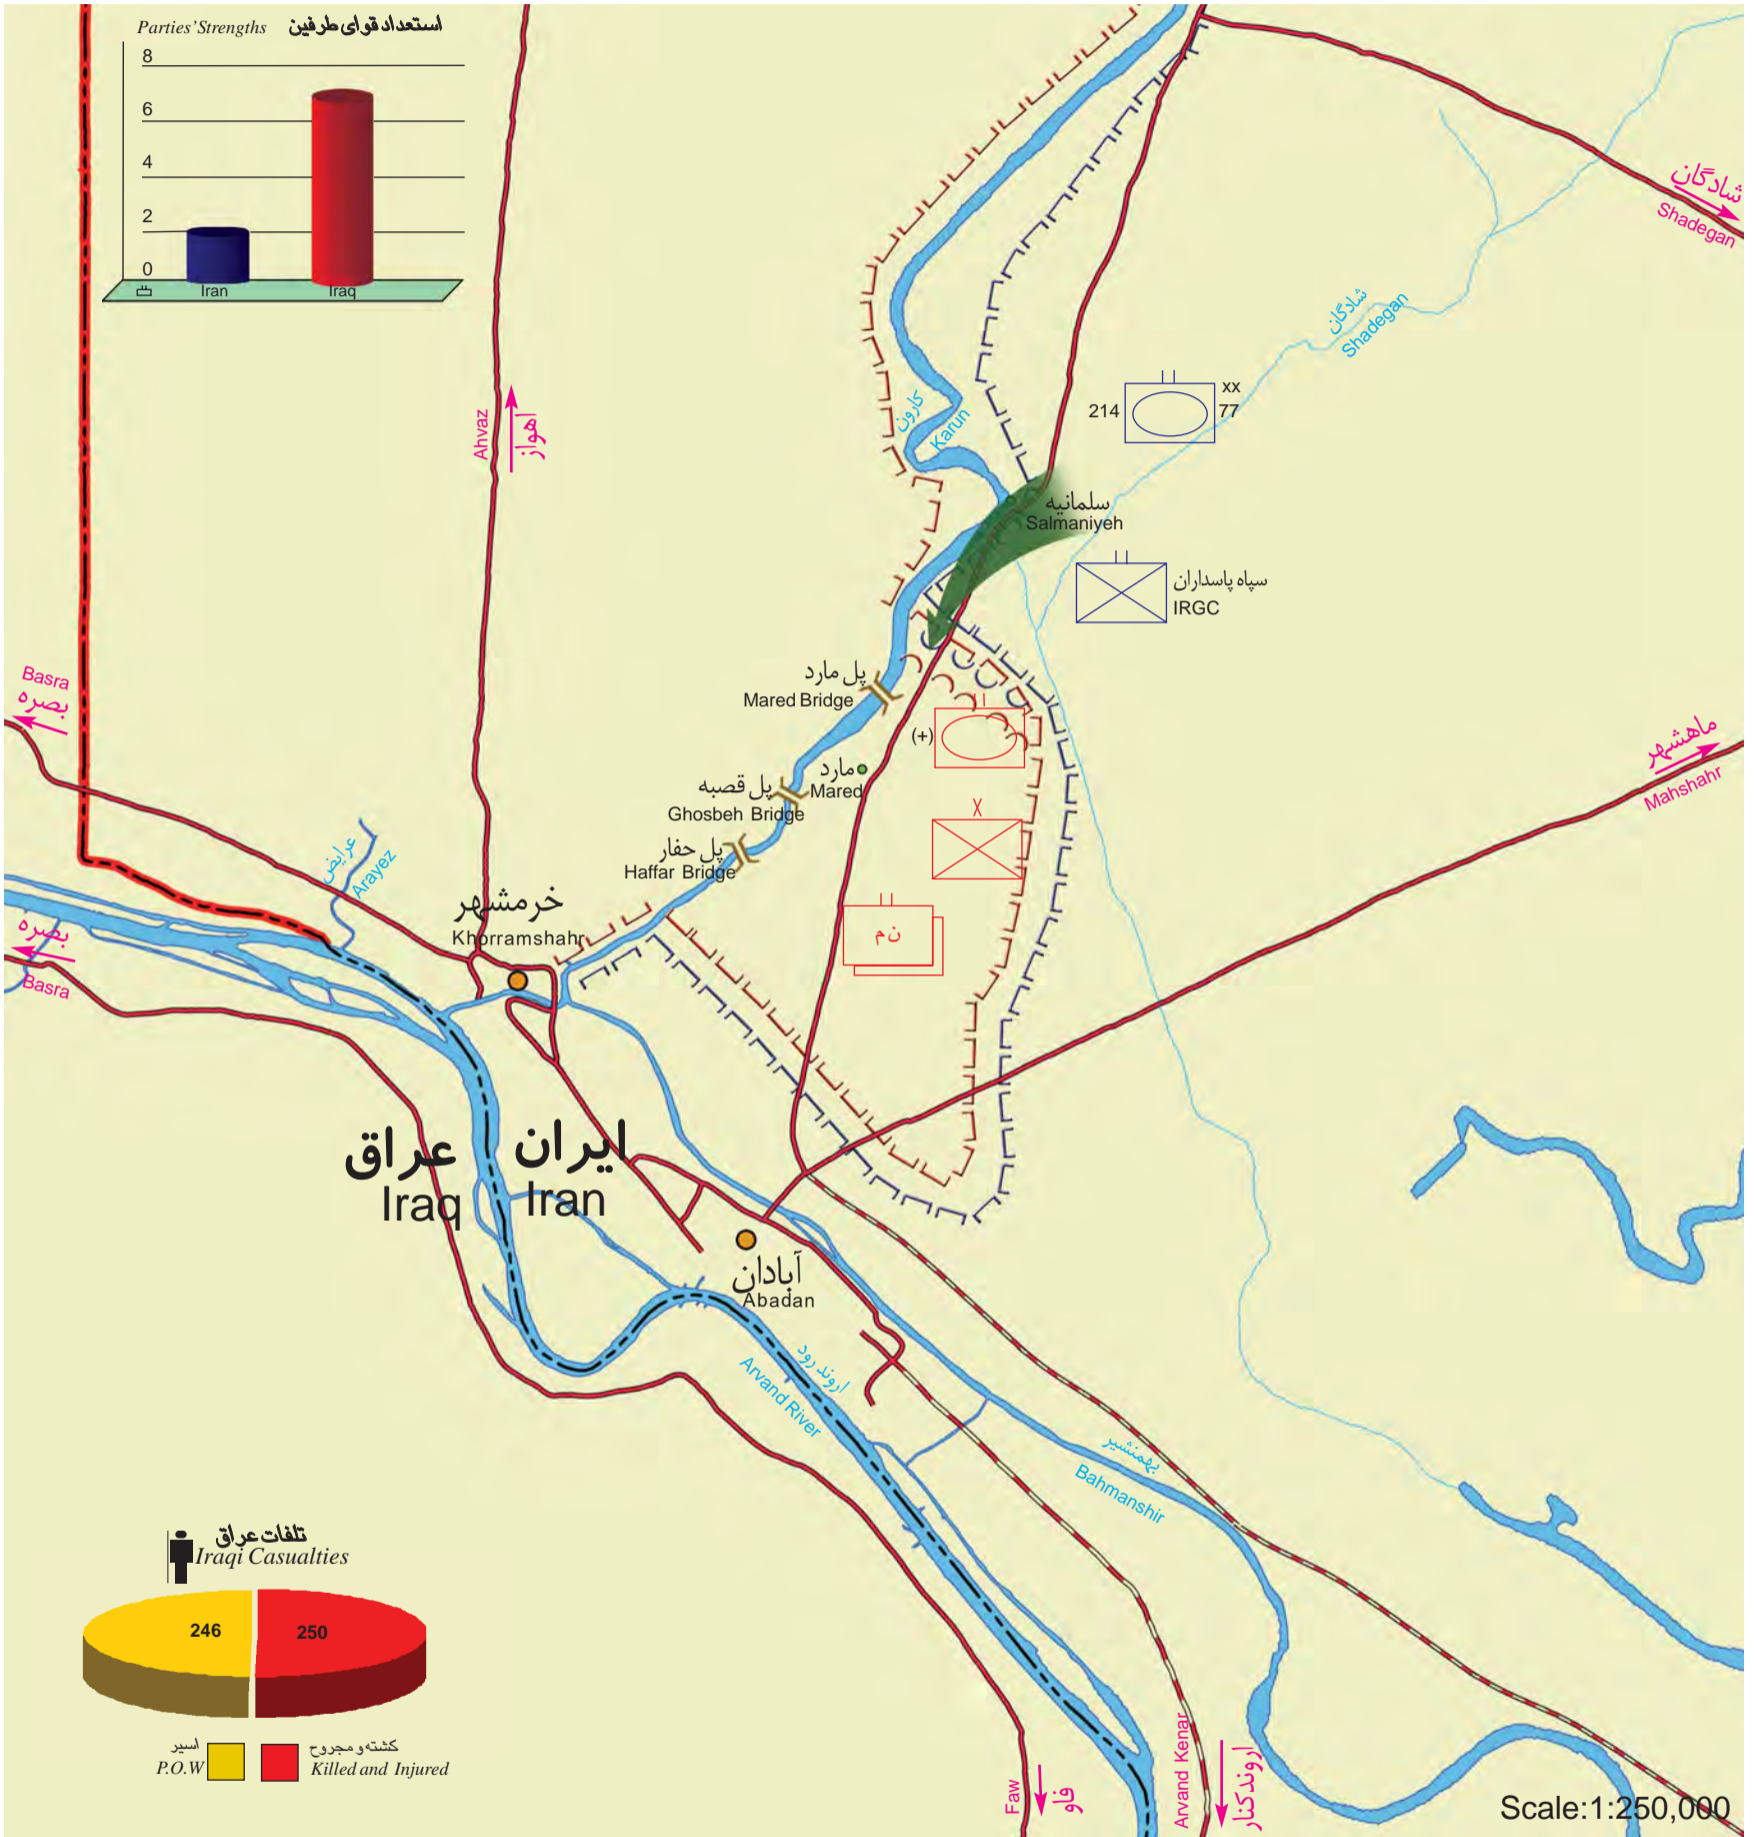 Parties' Strengths استعداد قوای طرفین
8
6
4
2
0
Iran
Iraq
شادگان
Shadegan
شادگان
Shadegan
Ahvaz
اهواز
کارون
Karun
214
xx
77
سلمانیه
Salmaniyeh
سپاه پاسداران
IRGC
Basra
بصره
پل مارد
Mared Bridge
(+)
مارد
Mared
پل قصبه
Ghosbeh Bridge
پل حفار
Haffar Bridge
X
ن م
ماهشهر
Mahshahr
عرایض
Arayez
خرمشهر
Khorramshahr
بصره
Basra
عراق
Iraq
ایران
Iran
آبادان
Abadan
اروند رود
Arvand River
بهمنشیر
Bahmanshir
تلفات عراق
Iraqi Casualties
246
250
اسیر
P.O.W
کشته و مجروح
Killed and Injured
Faw
فاو
Arvand Kenar
اروندکنار
Scale:1:250,000